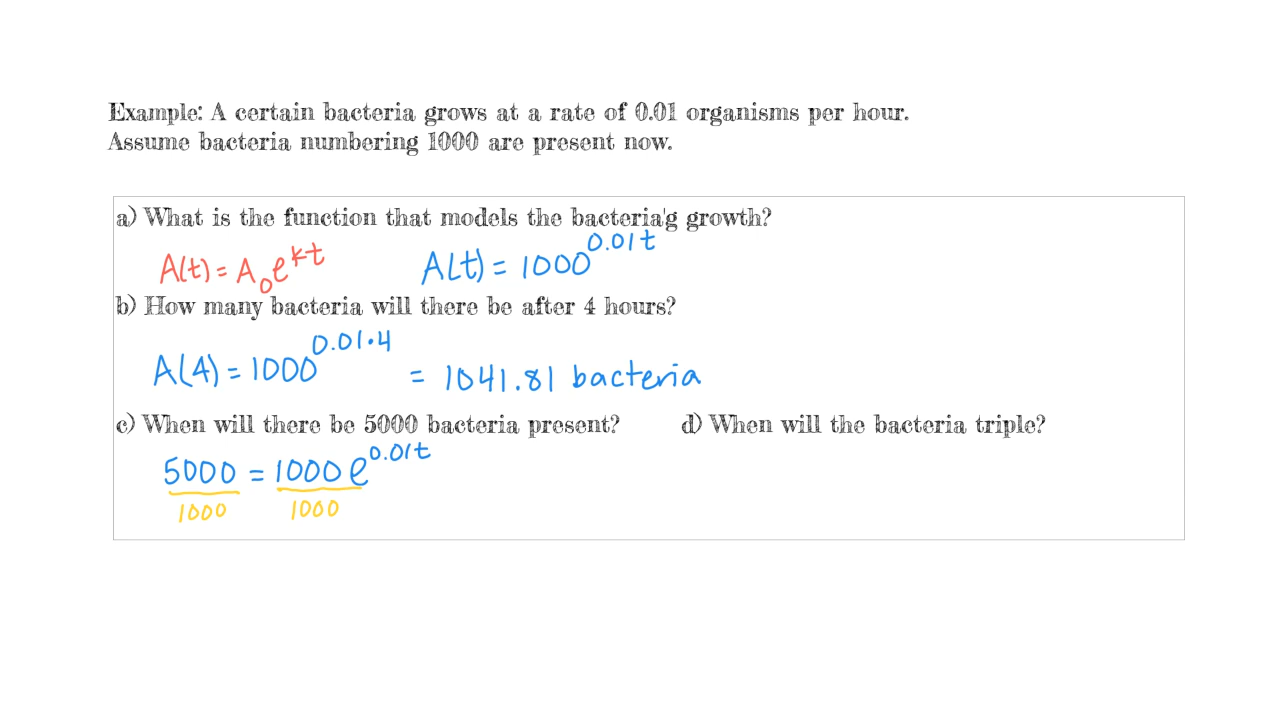 Example: A certain bacteria grows at a rate of 0.01 organisms per hour.
Assume bacteria numbering 1000 are present now.
a) What is the function that models the bacteria'g growth?
A(t) = A₀e^kt A(t) = 1000^0.01t
b) How many bacteria will there be after 4 hours?
A(4) = 1000^0.01•4 = 1041.81 bacteria
c) When will there be 5000 bacteria present? d) When will the bacteria triple?
5000 = 1000 e^0.01t
1000 1000